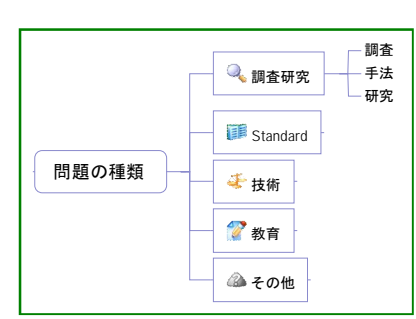 問題の種類
調査研究
調査
手法
研究
Standard
技術
教育
その他